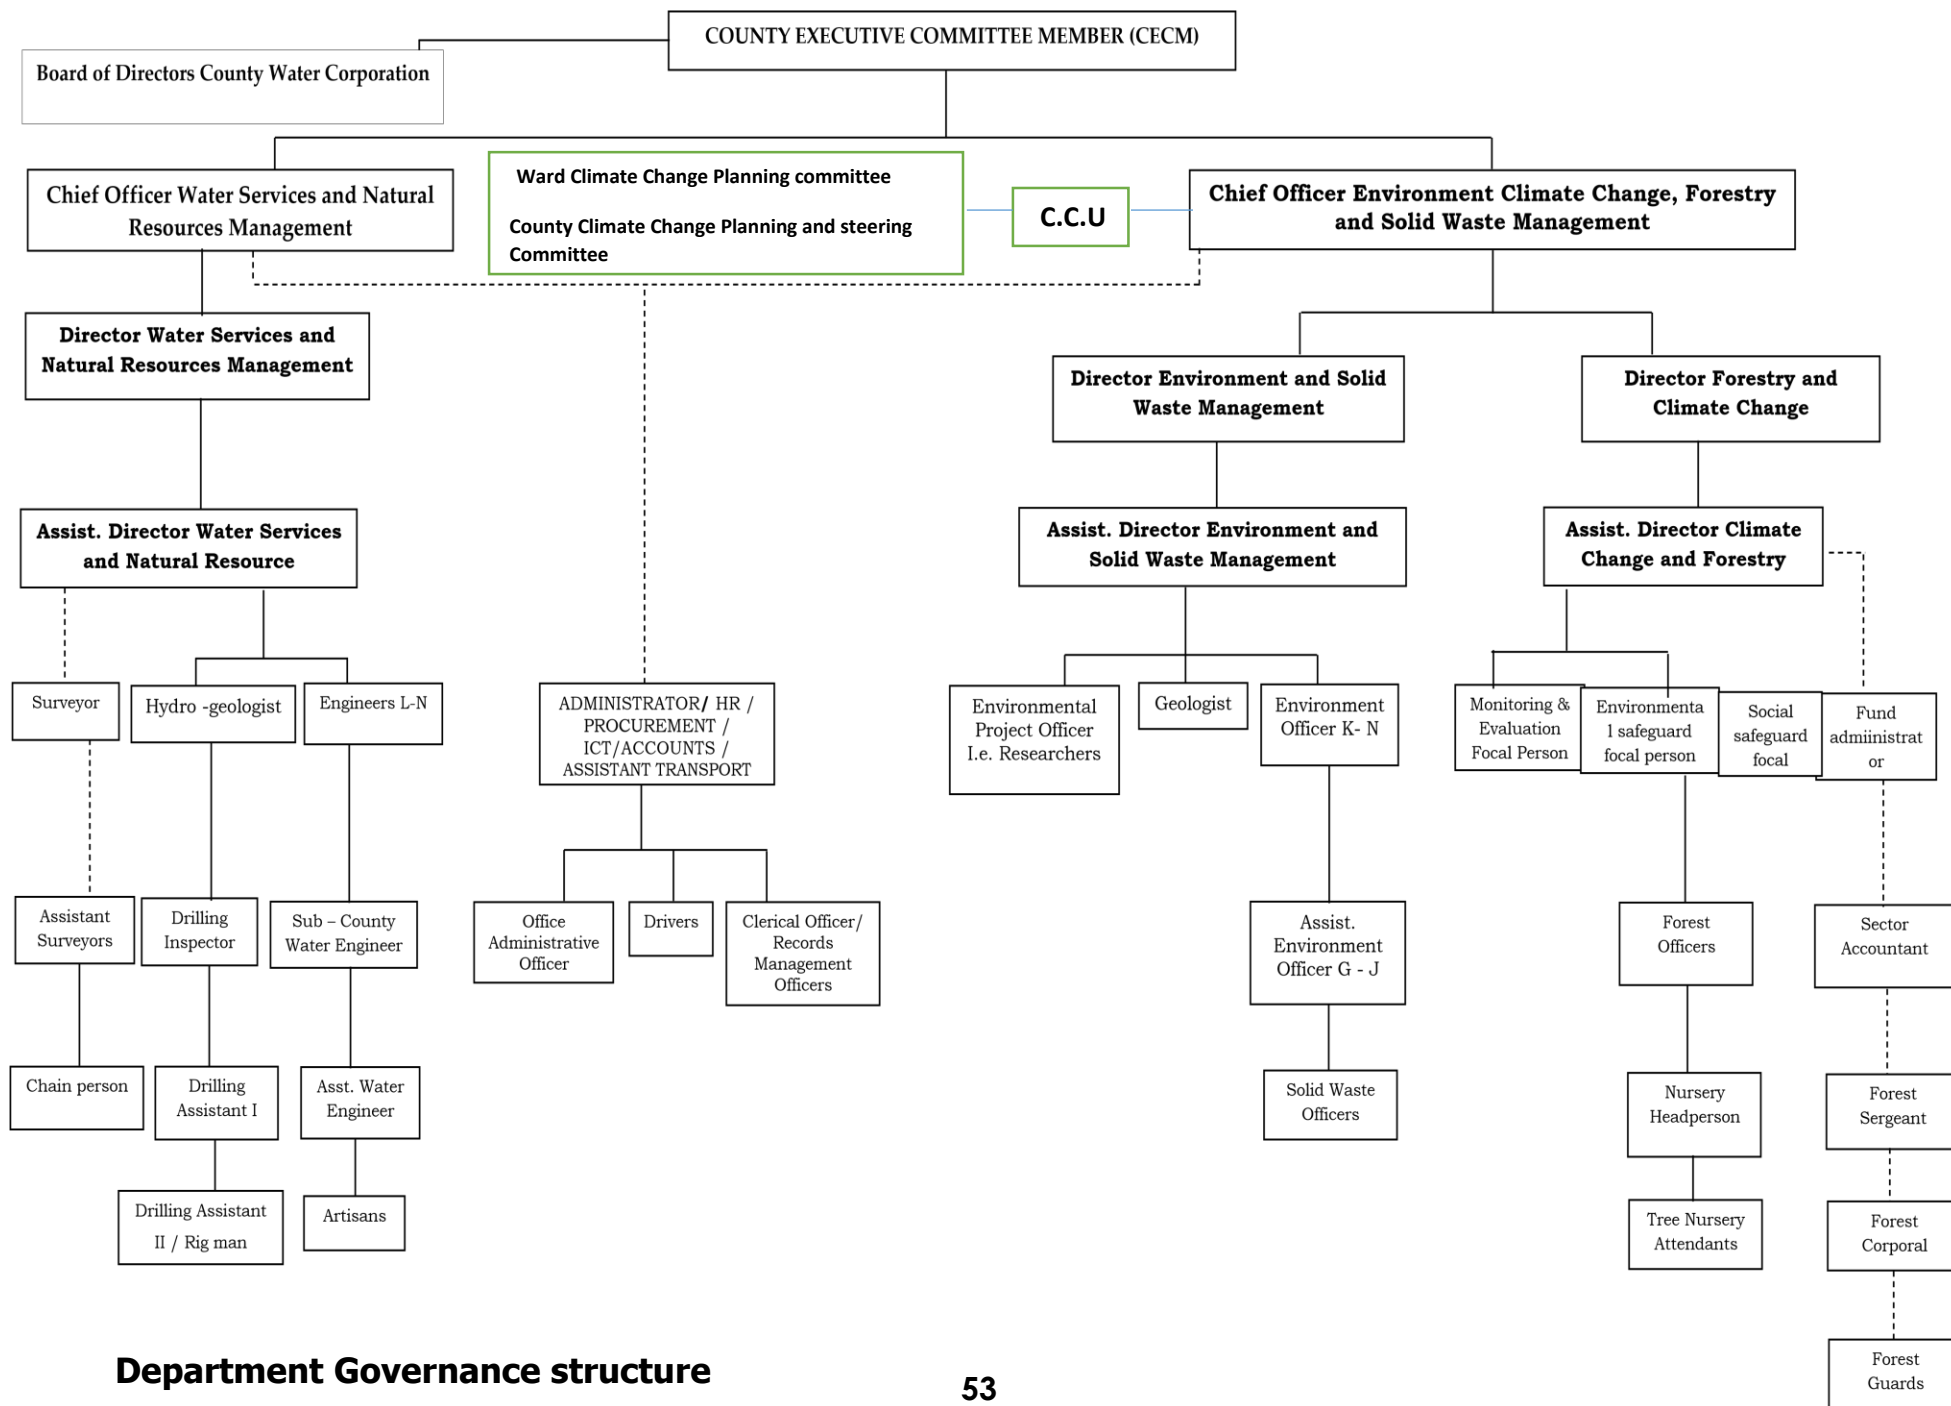 COUNTY EXECUTIVE COMMITTEE MEMBER (CECM)
Board of Directors County Water Corporation
Chief Officer Water Services and Natural
Resources Management
Ward Climate Change Planning committee
County Climate Change Planning and steering
Committee
C.C.U
Chief Officer Environment Climate Change, Forestry
and Solid Waste Management
Director Water Services and
Natural Resources Management
Director Environment and Solid
Waste Management
Director Forestry and
Climate Change
Assist. Director Water Services
and Natural Resource
Assist. Director Environment and
Solid Waste Management
Assist. Director Climate
Change and Forestry
Surveyor
Hydro -geologist
Engineers L-N
ADMINISTRATOR/ HR /
PROCUREMENT /
ICT/ACCOUNTS /
ASSISTANT TRANSPORT
Environmental
Project Officer
I.e. Researchers
Geologist
Environment
Officer K- N
Monitoring &
Evaluation
Focal Person
Environmenta
l safeguard
focal person
Social
safeguard
focal
Fund
admiinistrat
or
Assistant
Surveyors
Drilling
Inspector
Sub – County
Water Engineer
Office
Administrative
Officer
Drivers
Clerical Officer/
Records
Management
Officers
Assist.
Environment
Officer G - J
Forest
Officers
Sector
Accountant
Chain person
Drilling
Assistant I
Asst. Water
Engineer
Solid Waste
Officers
Nursery
Headperson
Forest
Sergeant
Drilling Assistant
II / Rig man
Artisans
Tree Nursery
Attendants
Forest
Corporal
Forest
Guards
Department Governance structure
53